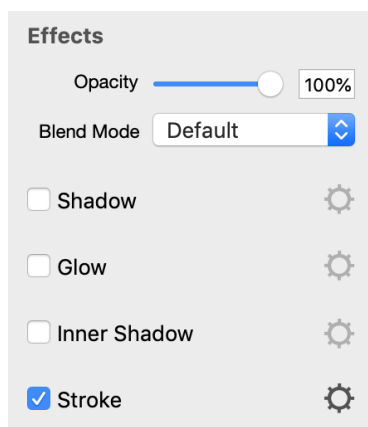 Effects
Opacity 100%
Blend Mode Default
Shadow
Glow
Inner Shadow
Stroke